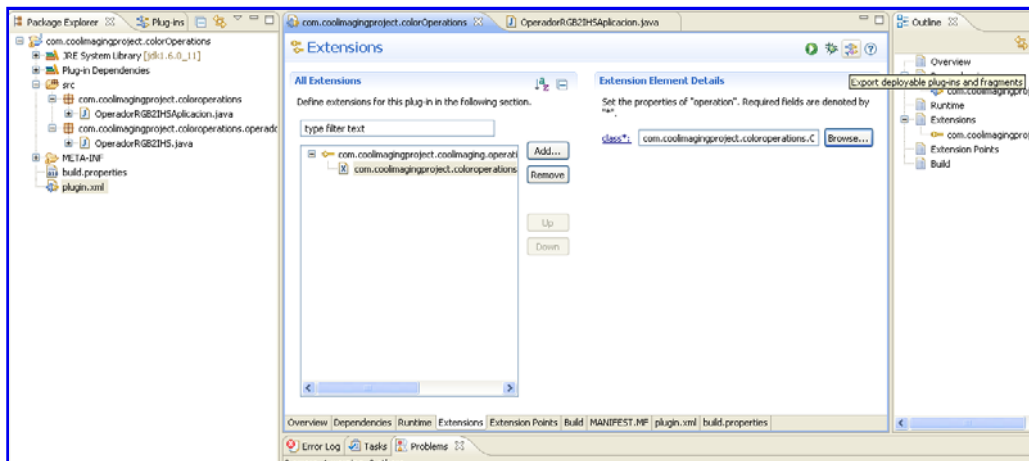 Package Explorer
Plug-ins
com.coolimagingproject.colorOperations
JRE System Library [jdk1.6.0_11]
Plug-in Dependencies
src
com.coolimagingproject.coloroperations
OperadorRGB2IHSAplicacion.java
com.coolimagingproject.coloroperations.operado
OperadorRGB2IHS.java
META-INF
build.properties
plugin.xml
com.coolimagingproject.colorOperations
OperadorRGB2IHSAplicacion.java
Extensions
All Extensions
Define extensions for this plug-in in the following section.
type filter text
com.coolimagingproject.coolimaging.operati
com.coolimagingproject.coloroperations
Add...
Remove
Up
Down
Extension Element Details
Set the properties of "operation". Required fields are denoted by
"*".
class*:
com.coolimagingproject.coloroperations.O
Browse...
Export deployable plug-ins and fragments
Overview
Dependencies
Runtime
Extensions
Extension Points
Build
MANIFEST.MF
plugin.xml
build.properties
Error Log
Tasks
Problems
Outline
Overview
com.coolimagingpro
Runtime
Extensions
com.coolimagingpro
Extension Points
Build